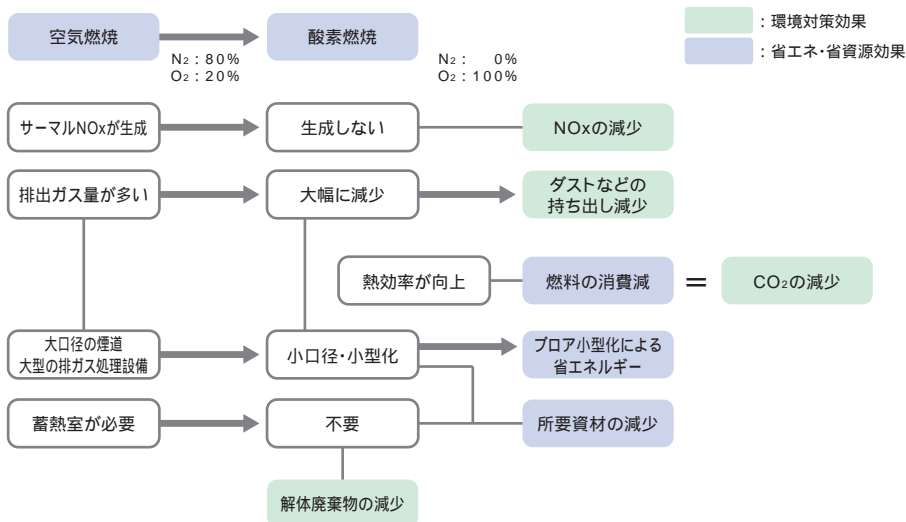 空気燃焼
酸素燃焼
N2：80%
O2：20%
N2： 0%
O2：100%
：環境対策効果
：省エネ・省資源効果
サーマルNOxが生成
生成しない
NOxの減少
排出ガス量が多い
大幅に減少
ダストなどの
持ち出し減少
熱効率が向上
燃料の消費減
＝
CO2の減少
大口径の煙道
大型の排ガス処理設備
小口径・小型化
ブロア小型化による
省エネルギー
蓄熱室が必要
不要
所要資材の減少
解体廃棄物の減少